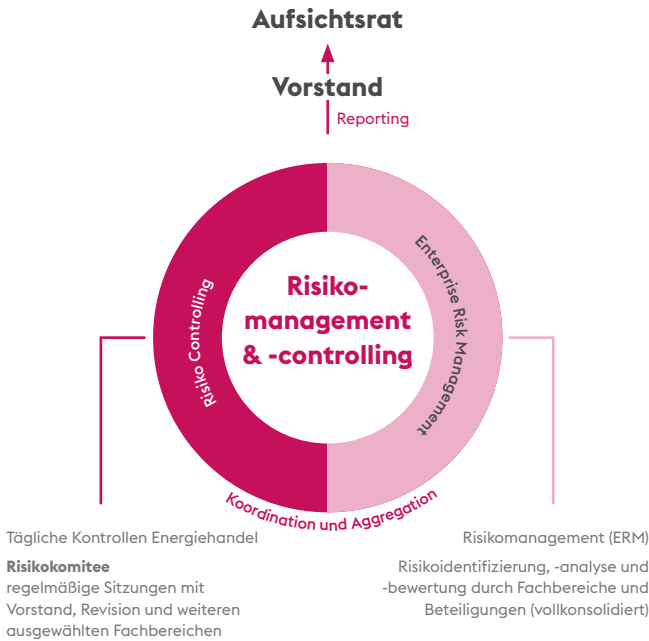 Aufsichtsrat
Vorstand
Reporting
Risiko Controlling
Enterprise Risk Management
Risiko-
management
& -controlling
Koordination und Aggregation
Tägliche Kontrollen Energiehandel
Risikokomitee
regelmäßige Sitzungen mit
Vorstand, Revision und weiteren
ausgewählten Fachbereichen
Risikomanagement (ERM)
Risikoidentifizierung, -analyse und
-bewertung durch Fachbereiche und
Beteiligungen (vollkonsolidiert)